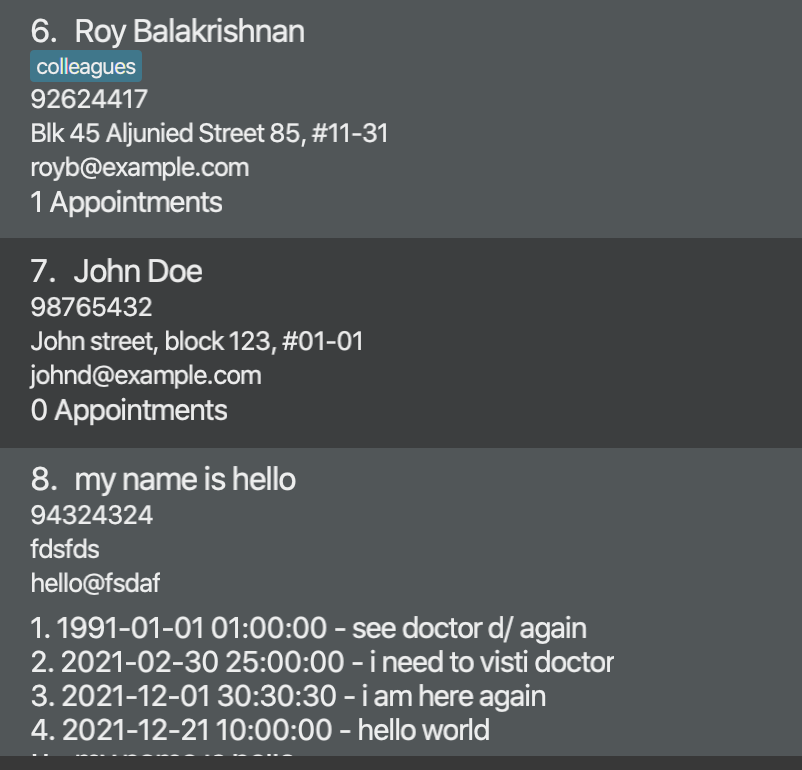 6. Roy Balakrishnan
colleagues
92624417
Blk 45 Aljunied Street 85, #11-31
royb@example.com
1 Appointments
7. John Doe
98765432
John street, block 123, #01-01
johnd@example.com
0 Appointments
8. my name is hello
94324324
fdsfds
hello@fsdaf
1. 1991-01-01 01:00:00 - see doctor d/ again
2. 2021-02-30 25:00:00 - i need to visti doctor
3. 2021-12-01 30:30:30 - i am here again
4. 2021-12-21 10:00:00 - hello world